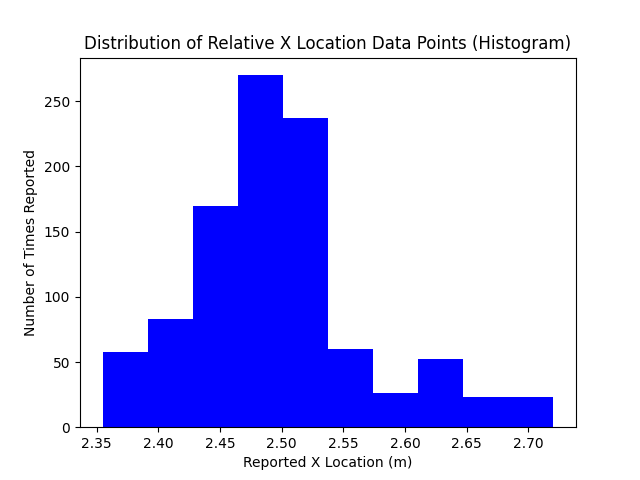 Distribution of Relative X Location Data Points (Histogram)
Number of Times Reported
250
200
150
100
50
0
2.35 2.40 2.45 2.50 2.55 2.60 2.65 2.70
Reported X Location (m)